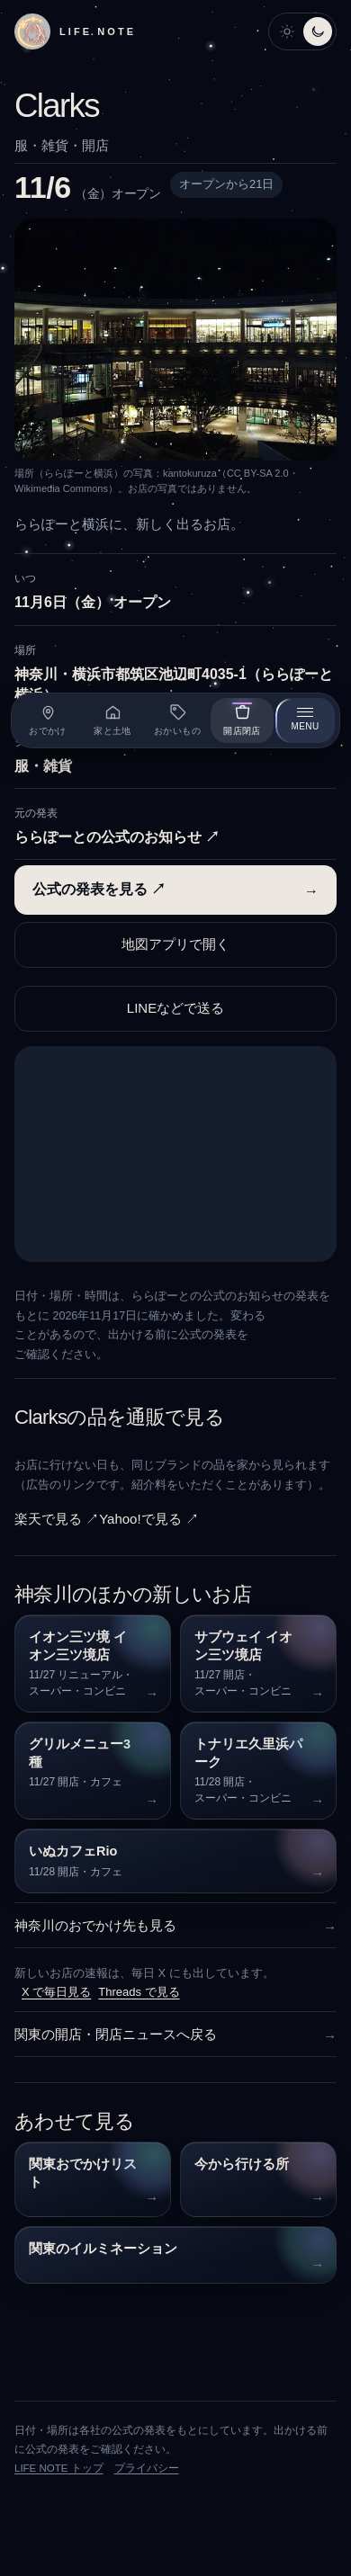 LIFE.NOTE
Clarks
服・雑貨・開店
11/6 （金）オープン オープンから21日
場所（ららぽーと横浜）の写真：kantokuruza（CC BY-SA 2.0・
Wikimedia Commons）。お店の写真ではありません。
ららぽーと横浜に、新しく出るお店。
いつ
11月6日（金） オープン
場所
神奈川・横浜市都筑区池辺町4035-1（ららぽーと
おでかけ 家と土地 おかいもの 開店閉店 MENU
服・雑貨
元の発表
ららぽーとの公式のお知らせ ↗
公式の発表を見る ↗ →
地図アプリで開く
LINEなどで送る
日付・場所・時間は、ららぽーとの公式のお知らせの発表を
もとに 2026年11月17日に確かめました。変わる
ことがあるので、出かける前に公式の発表を
ご確認ください。
Clarksの品を通販で見る
お店に行けない日も、同じブランドの品を家から見られます
（広告のリンクです。紹介料をいただくことがあります）。
楽天で見る ↗Yahoo!で見る ↗
神奈川のほかの新しいお店
イオン三ツ境 イ
オン三ツ境店
11/27 リニューアル・
スーパー・コンビニ →
サブウェイ イオ
ン三ツ境店
11/27 開店・
スーパー・コンビニ →
グリルメニュー3
種
11/27 開店・カフェ
→
トナリエ久里浜パ
ーク
11/28 開店・
スーパー・コンビニ →
いぬカフェRio
11/28 開店・カフェ →
神奈川のおでかけ先も見る →
新しいお店の速報は、毎日 X にも出しています。
X で毎日見る Threads で見る
関東の開店・閉店ニュースへ戻る →
あわせて見る
関東おでかけリス
ト
→
今から行ける所
→
関東のイルミネーション
→
日付・場所は各社の公式の発表をもとにしています。出かける前
に公式の発表をご確認ください。
LIFE NOTE トップ プライバシー